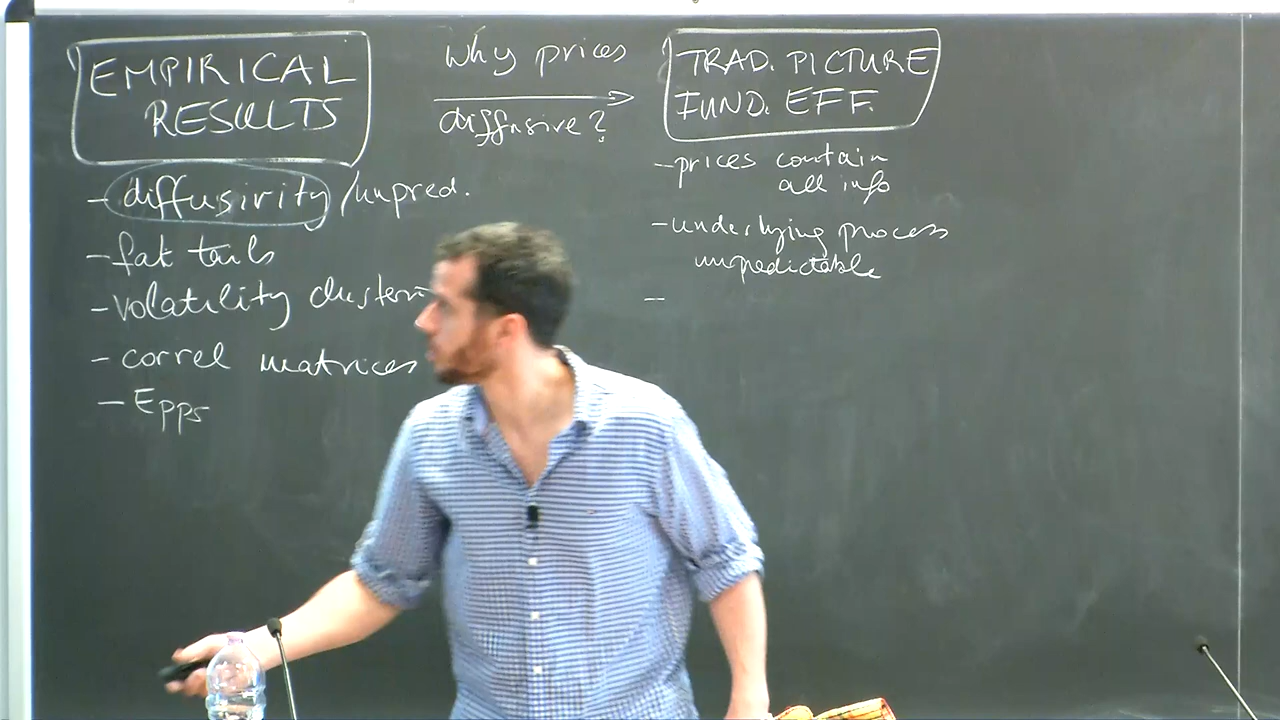 EMPIRICAL
RESULTS
- diffusivity / unpred.
- fat tails
- volatility clusteri
- correl matrices
- Epps
Why prices
diffusive?
TRAD. PICTURE
FUND. EFF.
- prices contain
all info
- underlying process
unpredictable
-